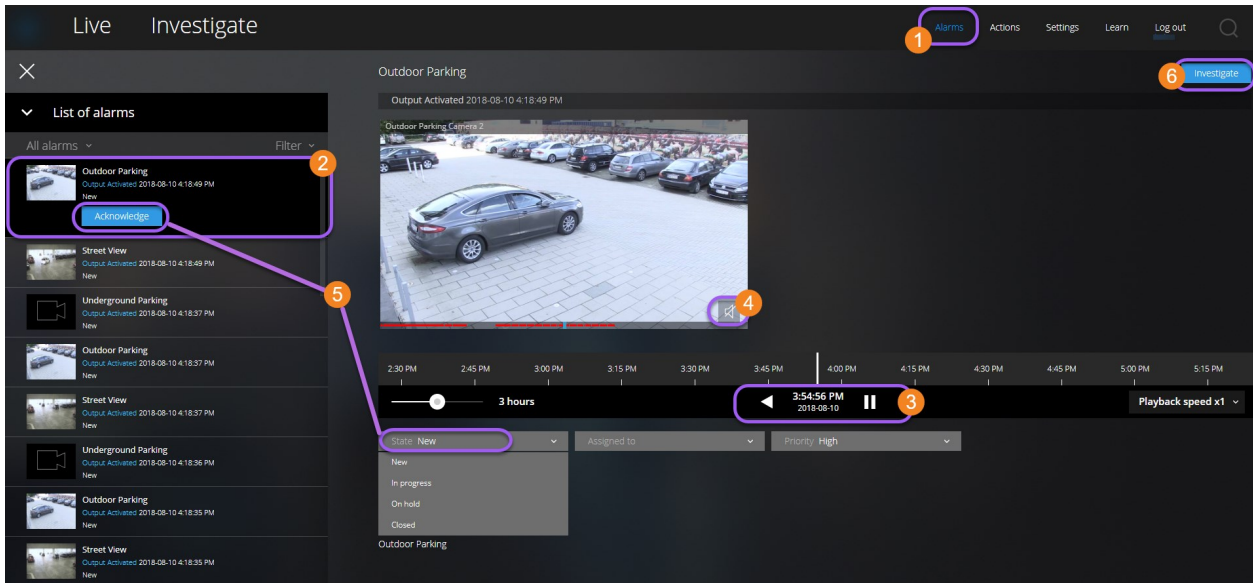 Live Investigate
1 Alarms Actions Settings Learn Log out
Outdoor Parking
6 Investigate
List of alarms
Output Activated 2018-08-10 4:18:49 PM
All alarms Filter
Outdoor Parking Camera 2
2
Outdoor Parking
Output Activated 2018-08-10 4:18:49 PM
New
Acknowledge
Street View
Output Activated 2018-08-10 4:18:49 PM
New
Underground Parking
Output Activated 2018-08-10 4:18:37 PM
New
Outdoor Parking
Output Activated 2018-08-10 4:18:37 PM
New
Street View
Output Activated 2018-08-10 4:18:37 PM
New
Underground Parking
Output Activated 2018-08-10 4:18:36 PM
New
Outdoor Parking
Output Activated 2018-08-10 4:18:35 PM
New
Street View
Output Activated 2018-08-10 4:18:35 PM
New
5
4
2:30 PM 2:45 PM 3:00 PM 3:15 PM 3:30 PM 3:45 PM 4:00 PM 4:15 PM 4:30 PM 4:45 PM 5:00 PM 5:15 PM
3 hours
3:54:56 PM
2018-08-10
3
Playback speed x1
State New
Assigned to
Priority High
New
In progress
On hold
Closed
Outdoor Parking